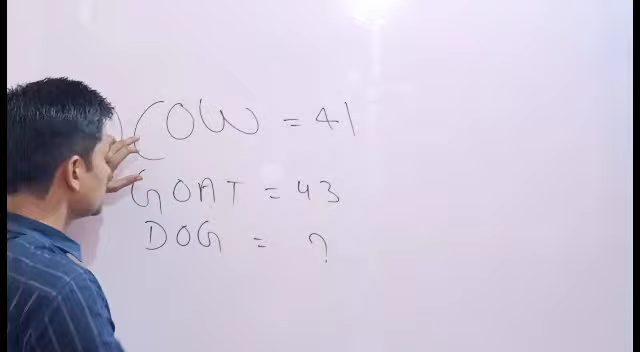 COW = 41
GOAT = 43
DOG = ?